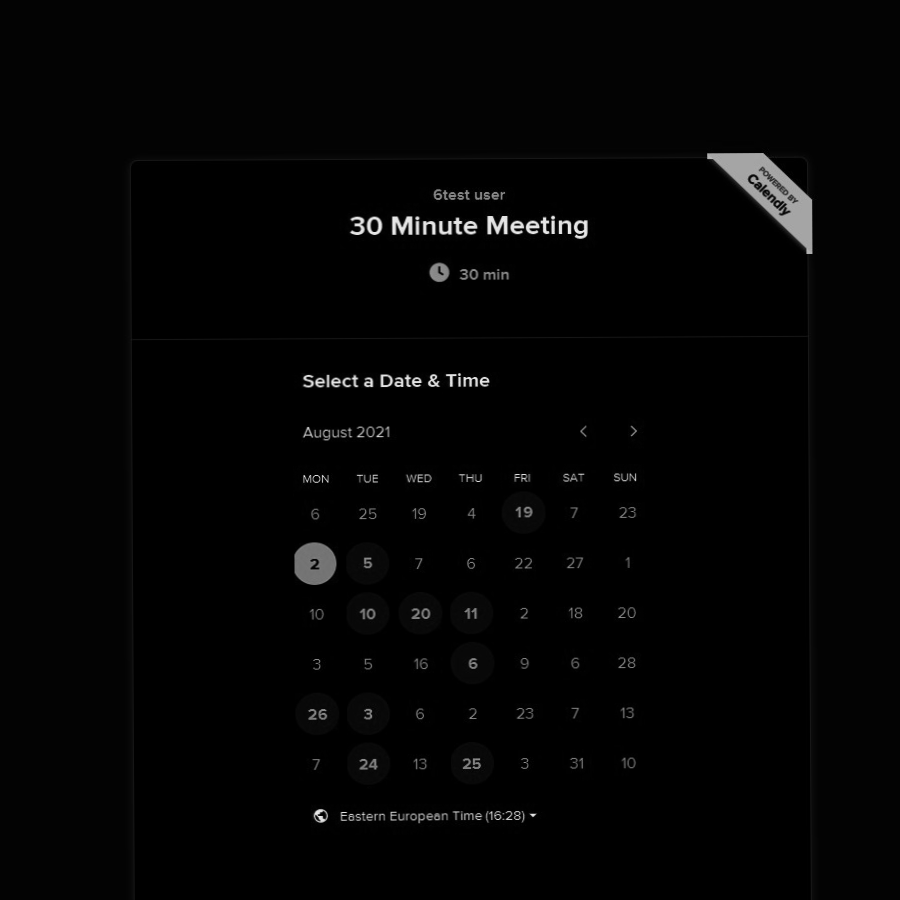 POWERED BY
Calendly
6test user
30 Minute Meeting
30 min
Select a Date & Time
August 2021
MON TUE WED THU FRI SAT SUN
6 25 19 4 19 7 23
2 5 7 6 22 27 1
10 10 20 11 2 18 20
3 5 16 6 9 6 28
26 3 6 2 23 7 13
7 24 13 25 3 31 10
Eastern European Time (16:28)